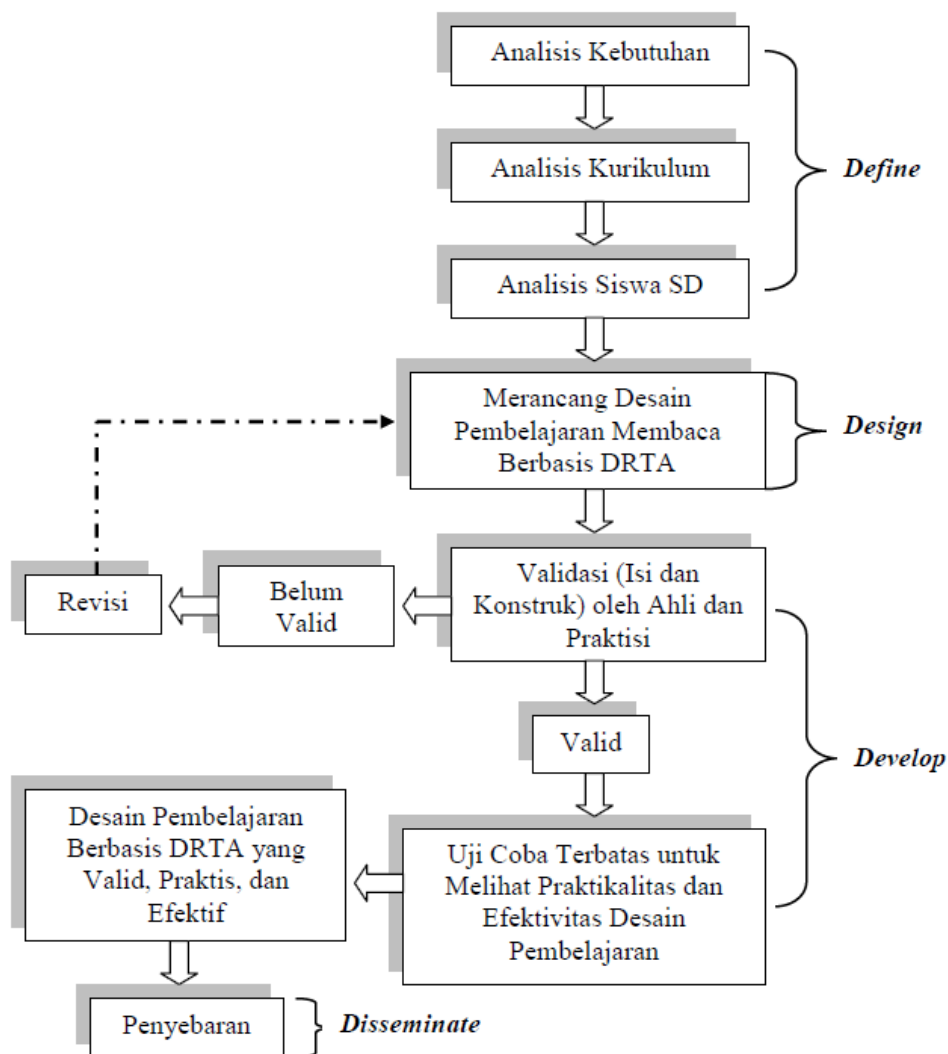 Analisis Kebutuhan
Analisis Kurikulum
Define
Analisis Siswa SD
Merancang Desain
Pembelajaran Membaca
Berbasis DRTA
Design
Validasi (Isi dan
Konstruk) oleh Ahli dan
Praktisi
Belum
Valid
Revisi
Valid
Develop
Uji Coba Terbatas untuk
Melihat Praktikalitas dan
Efektivitas Desain
Pembelajaran
Desain Pembelajaran
Berbasis DRTA yang
Valid, Praktis, dan
Efektif
Penyebaran
Disseminate